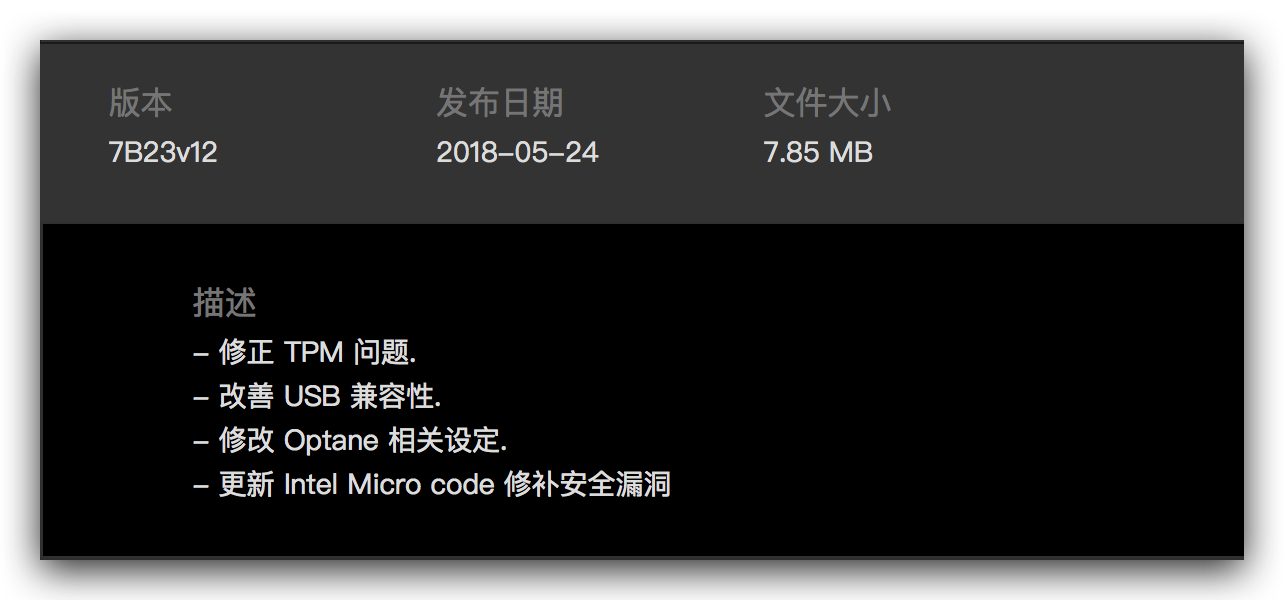 版本 发布日期 文件大小
7B23v12 2018-05-24 7.85 MB
描述
- 修正 TPM 问题.
- 改善 USB 兼容性.
- 修改 Optane 相关设定.
- 更新 Intel Micro code 修补安全漏洞